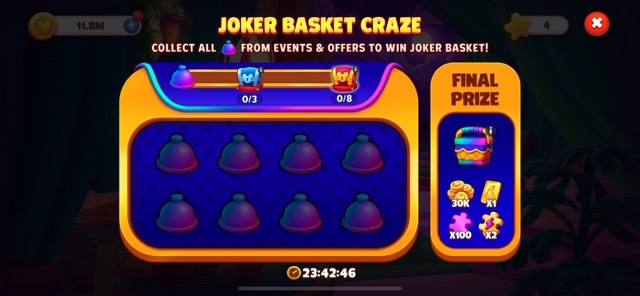 11.8M
4
JOKER BASKET CRAZE
COLLECT ALL FROM EVENTS & OFFERS TO WIN JOKER BASKET!
0/3
0/8
FINAL
PRIZE
i
30K
X1
X100
X2
23:42:46